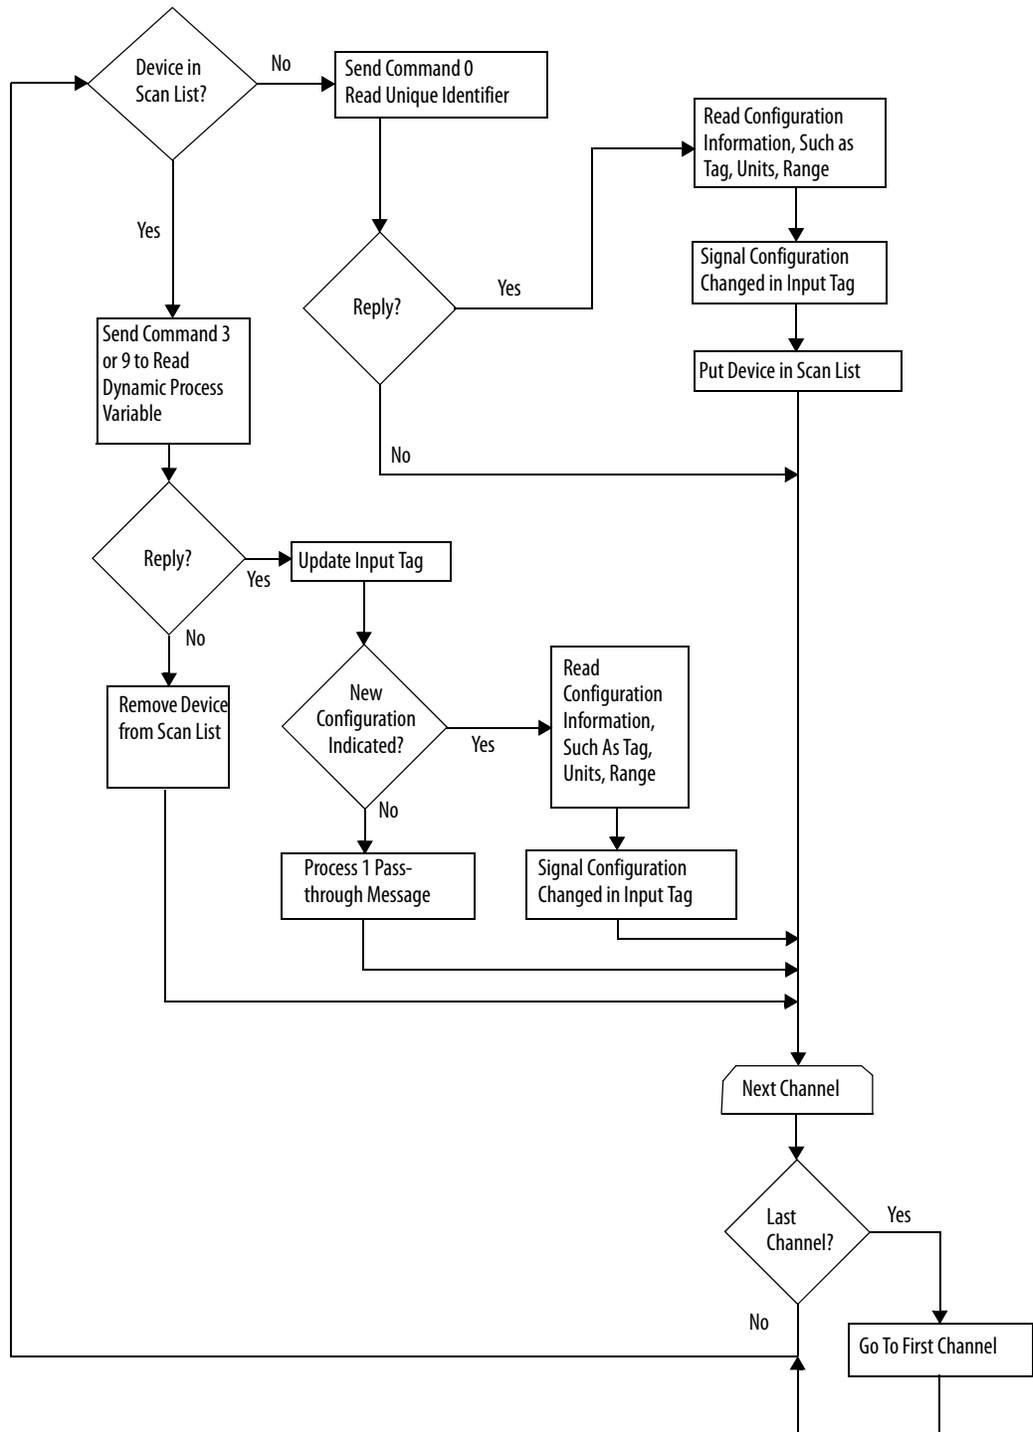 Device in
Scan List?
No
Send Command 0
Read Unique Identifier
Read Configuration
Information, Such as
Tag, Units, Range
Yes
Signal Configuration
Changed in Input Tag
Reply?
Yes
Send Command 3
or 9 to Read
Dynamic Process
Variable
Put Device in Scan List
No
Reply?
Yes
Update Input Tag
No
Remove Device
from Scan List
New
Configuration
Indicated?
Yes
Read
Configuration
Information,
Such As Tag,
Units, Range
No
Process 1 Pass-
through Message
Signal Configuration
Changed in Input Tag
Next Channel
Last
Channel?
Yes
No
Go To First Channel